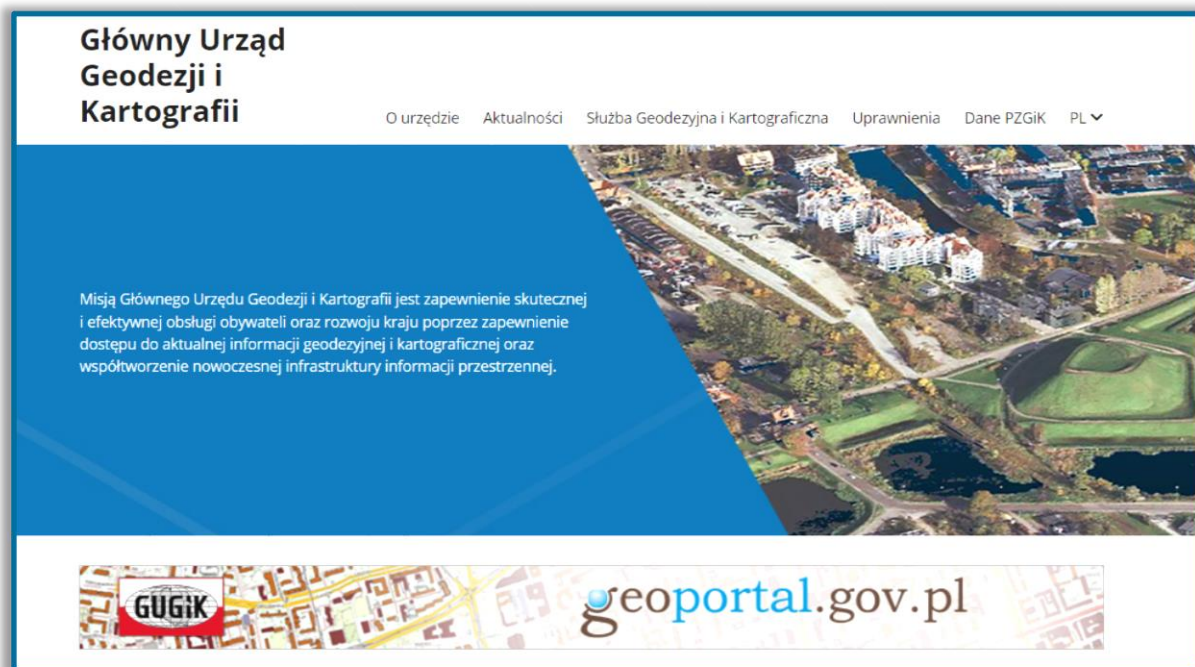 Główny Urząd
Geodezji i
Kartografii
O urzędzie Aktualności Służba Geodezyjna i Kartograficzna Uprawnienia Dane PZGiK PL
Misją Głównego Urzędu Geodezji i Kartografii jest zapewnienie skutecznej
i efektywnej obsługi obywateli oraz rozwoju kraju poprzez zapewnienie
dostępu do aktualnej informacji geodezyjnej i kartograficznej oraz
współtworzenie nowoczesnej infrastruktury informacji przestrzennej.
GUGiK geoportal.gov.pl